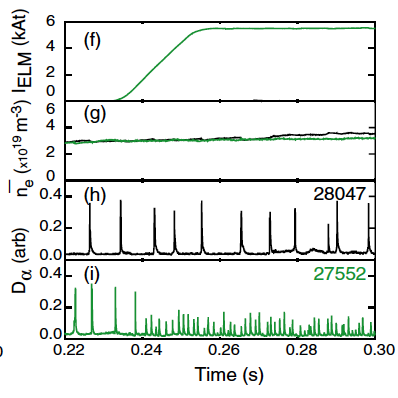 I_ELM (kAt)
6
4
2
0
(f)
n̅_e (x10^19 m^-3)
6
4
2
0
(g)
Dα (arb)
0.4
0.2
0.0
(h)
28047
0.4
0.2
0.0
(i)
27552
0
0.22 0.24 0.26 0.28 0.30
Time (s)